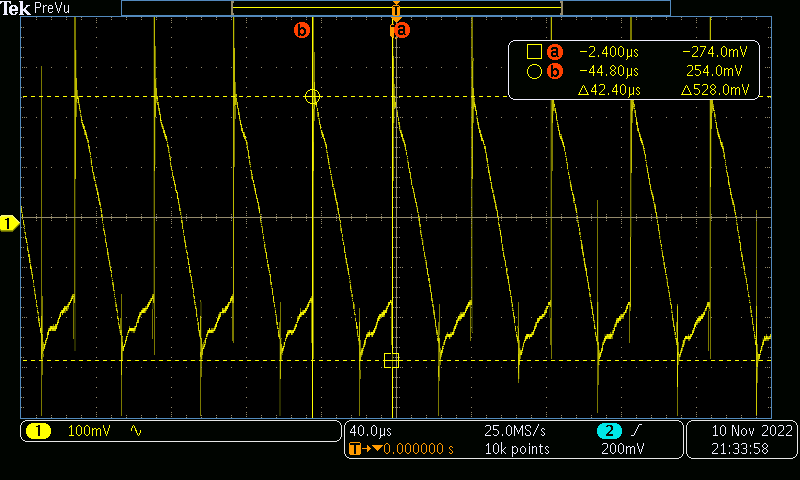 Tek PreVu
b a
a −2.400µs −274.0mV
b −44.80µs 254.0mV
△42.40µs △528.0mV
1
1 100mV
40.0µs 25.0MS/s 2
T→▼0.000000 s 10k points 200mV
10 Nov 2022
21:33:58